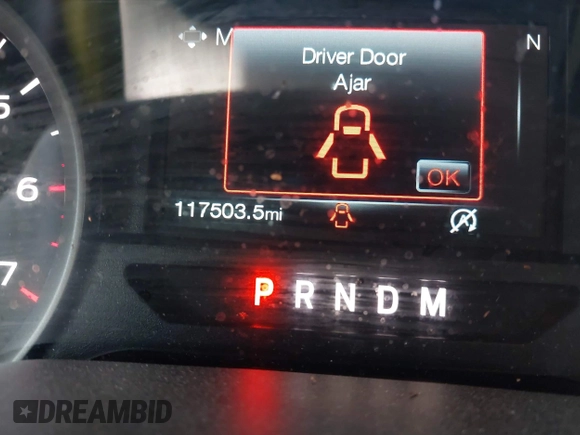 M
N
Driver Door
Ajar
OK
117503.5mi
5
6
7
P R N D M
DREAMBID